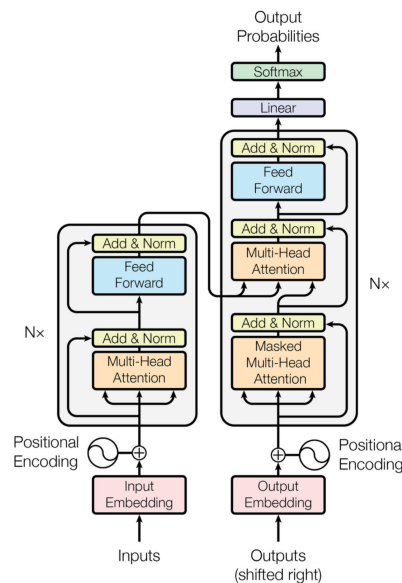 Output
Probabilities
Softmax
Linear
Add & Norm
Feed
Forward
Add & Norm
Multi-Head
Attention
Add & Norm
Masked
Multi-Head
Attention
N×
Positional
Encoding
Output
Embedding
Outputs
(shifted right)
Add & Norm
Feed
Forward
Add & Norm
Multi-Head
Attention
N×
Positional
Encoding
Input
Embedding
Inputs